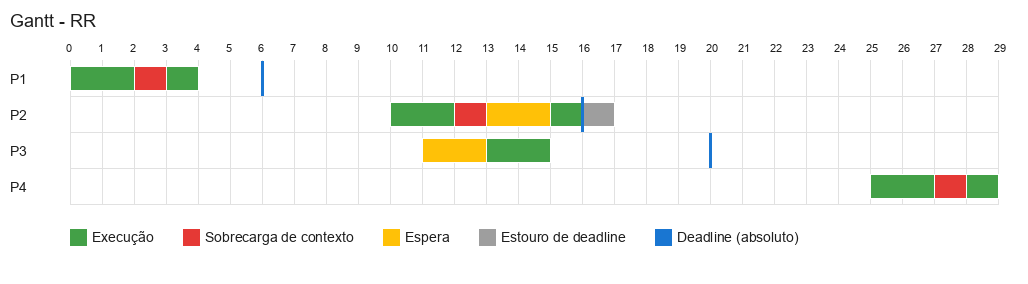 Gantt - RR
0 1 2 3 4 5 6 7 8 9 10 11 12 13 14 15 16 17 18 19 20 21 22 23 24 25 26 27 28 29
P1
P2
P3
P4
Execução Sobrecarga de contexto Espera Estouro de deadline Deadline (absoluto)